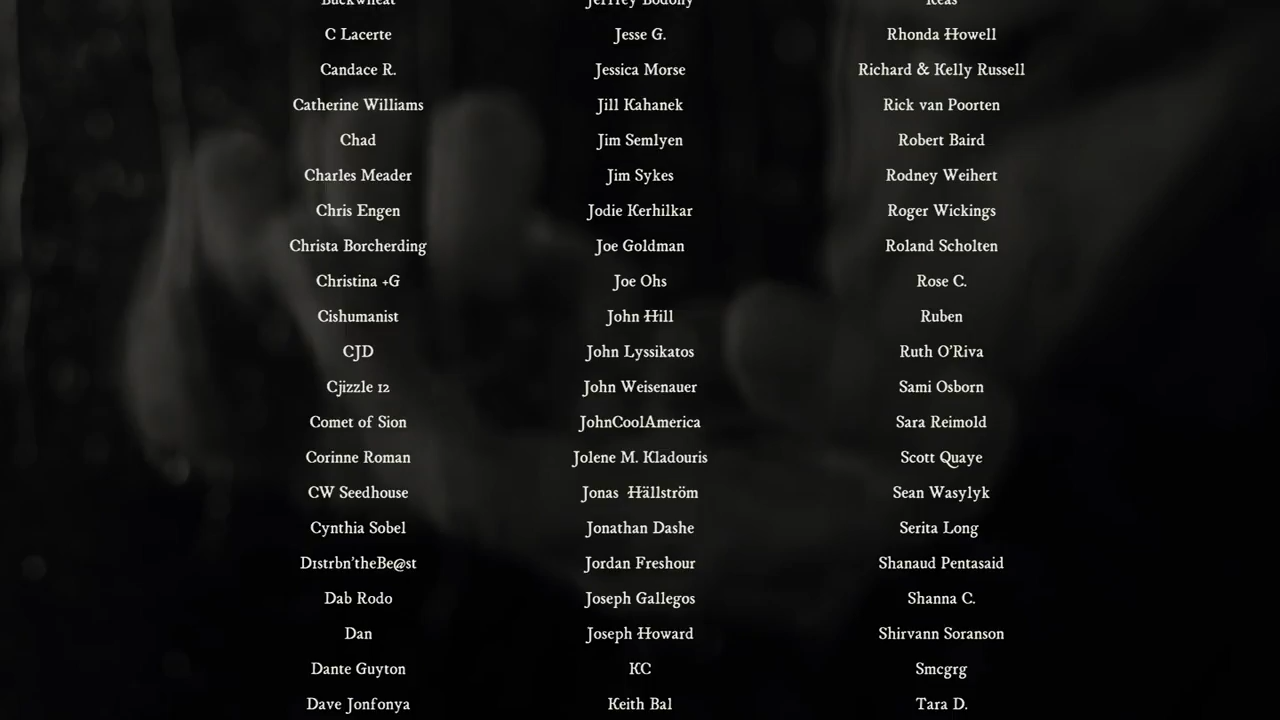 Buckwheat Jeffrey Bodony Reas
C Lacerte Jesse G. Rhonda Howell
Candace R. Jessica Morse Richard & Kelly Russell
Catherine Williams Jill Kahanek Rick van Poorten
Chad Jim Semlyen Robert Baird
Charles Meader Jim Sykes Rodney Weihert
Chris Engen Jodie Kerhilkar Roger Wickings
Christa Borcherding Joe Goldman Roland Scholten
Christina +G Joe Ohs Rose C.
Cishumanist John Hill Ruben
CJD John Lyssikatos Ruth O'Riva
Cjizzle 12 John Weisenauer Sami Osborn
Comet of Sion JohnCoolAmerica Sara Reimold
Corinne Roman Jolene M. Kladouris Scott Quaye
CW Seedhouse Jonas Hällström Sean Wasylyk
Cynthia Sobel Jonathan Dashe Serita Long
D1strbn'theBe@st Jordan Freshour Shanaud Pentasaid
Dab Rodo Joseph Gallegos Shanna C.
Dan Joseph Howard Shirvann Soranson
Dante Guyton KC Smcgrg
Dave Jonfonya Keith Bal Tara D.